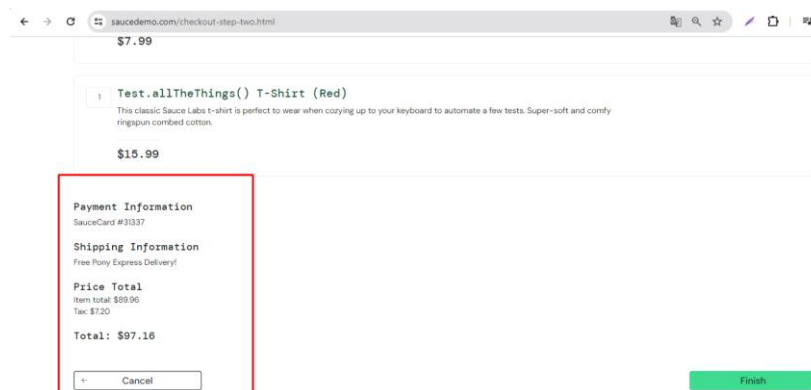 saucedemo.com/checkout-step-two.html
$7.99
1
Test.allTheThings() T-Shirt (Red)
This classic Sauce Labs t-shirt is perfect to wear when cozying up to your keyboard to automate a few tests. Super-soft and comfy
ringspun combed cotton.
$15.99
Payment Information
SauceCard #31337
Shipping Information
Free Pony Express Delivery!
Price Total
Item total: $89.96
Tax: $7.20
Total: $97.16
Cancel
Finish